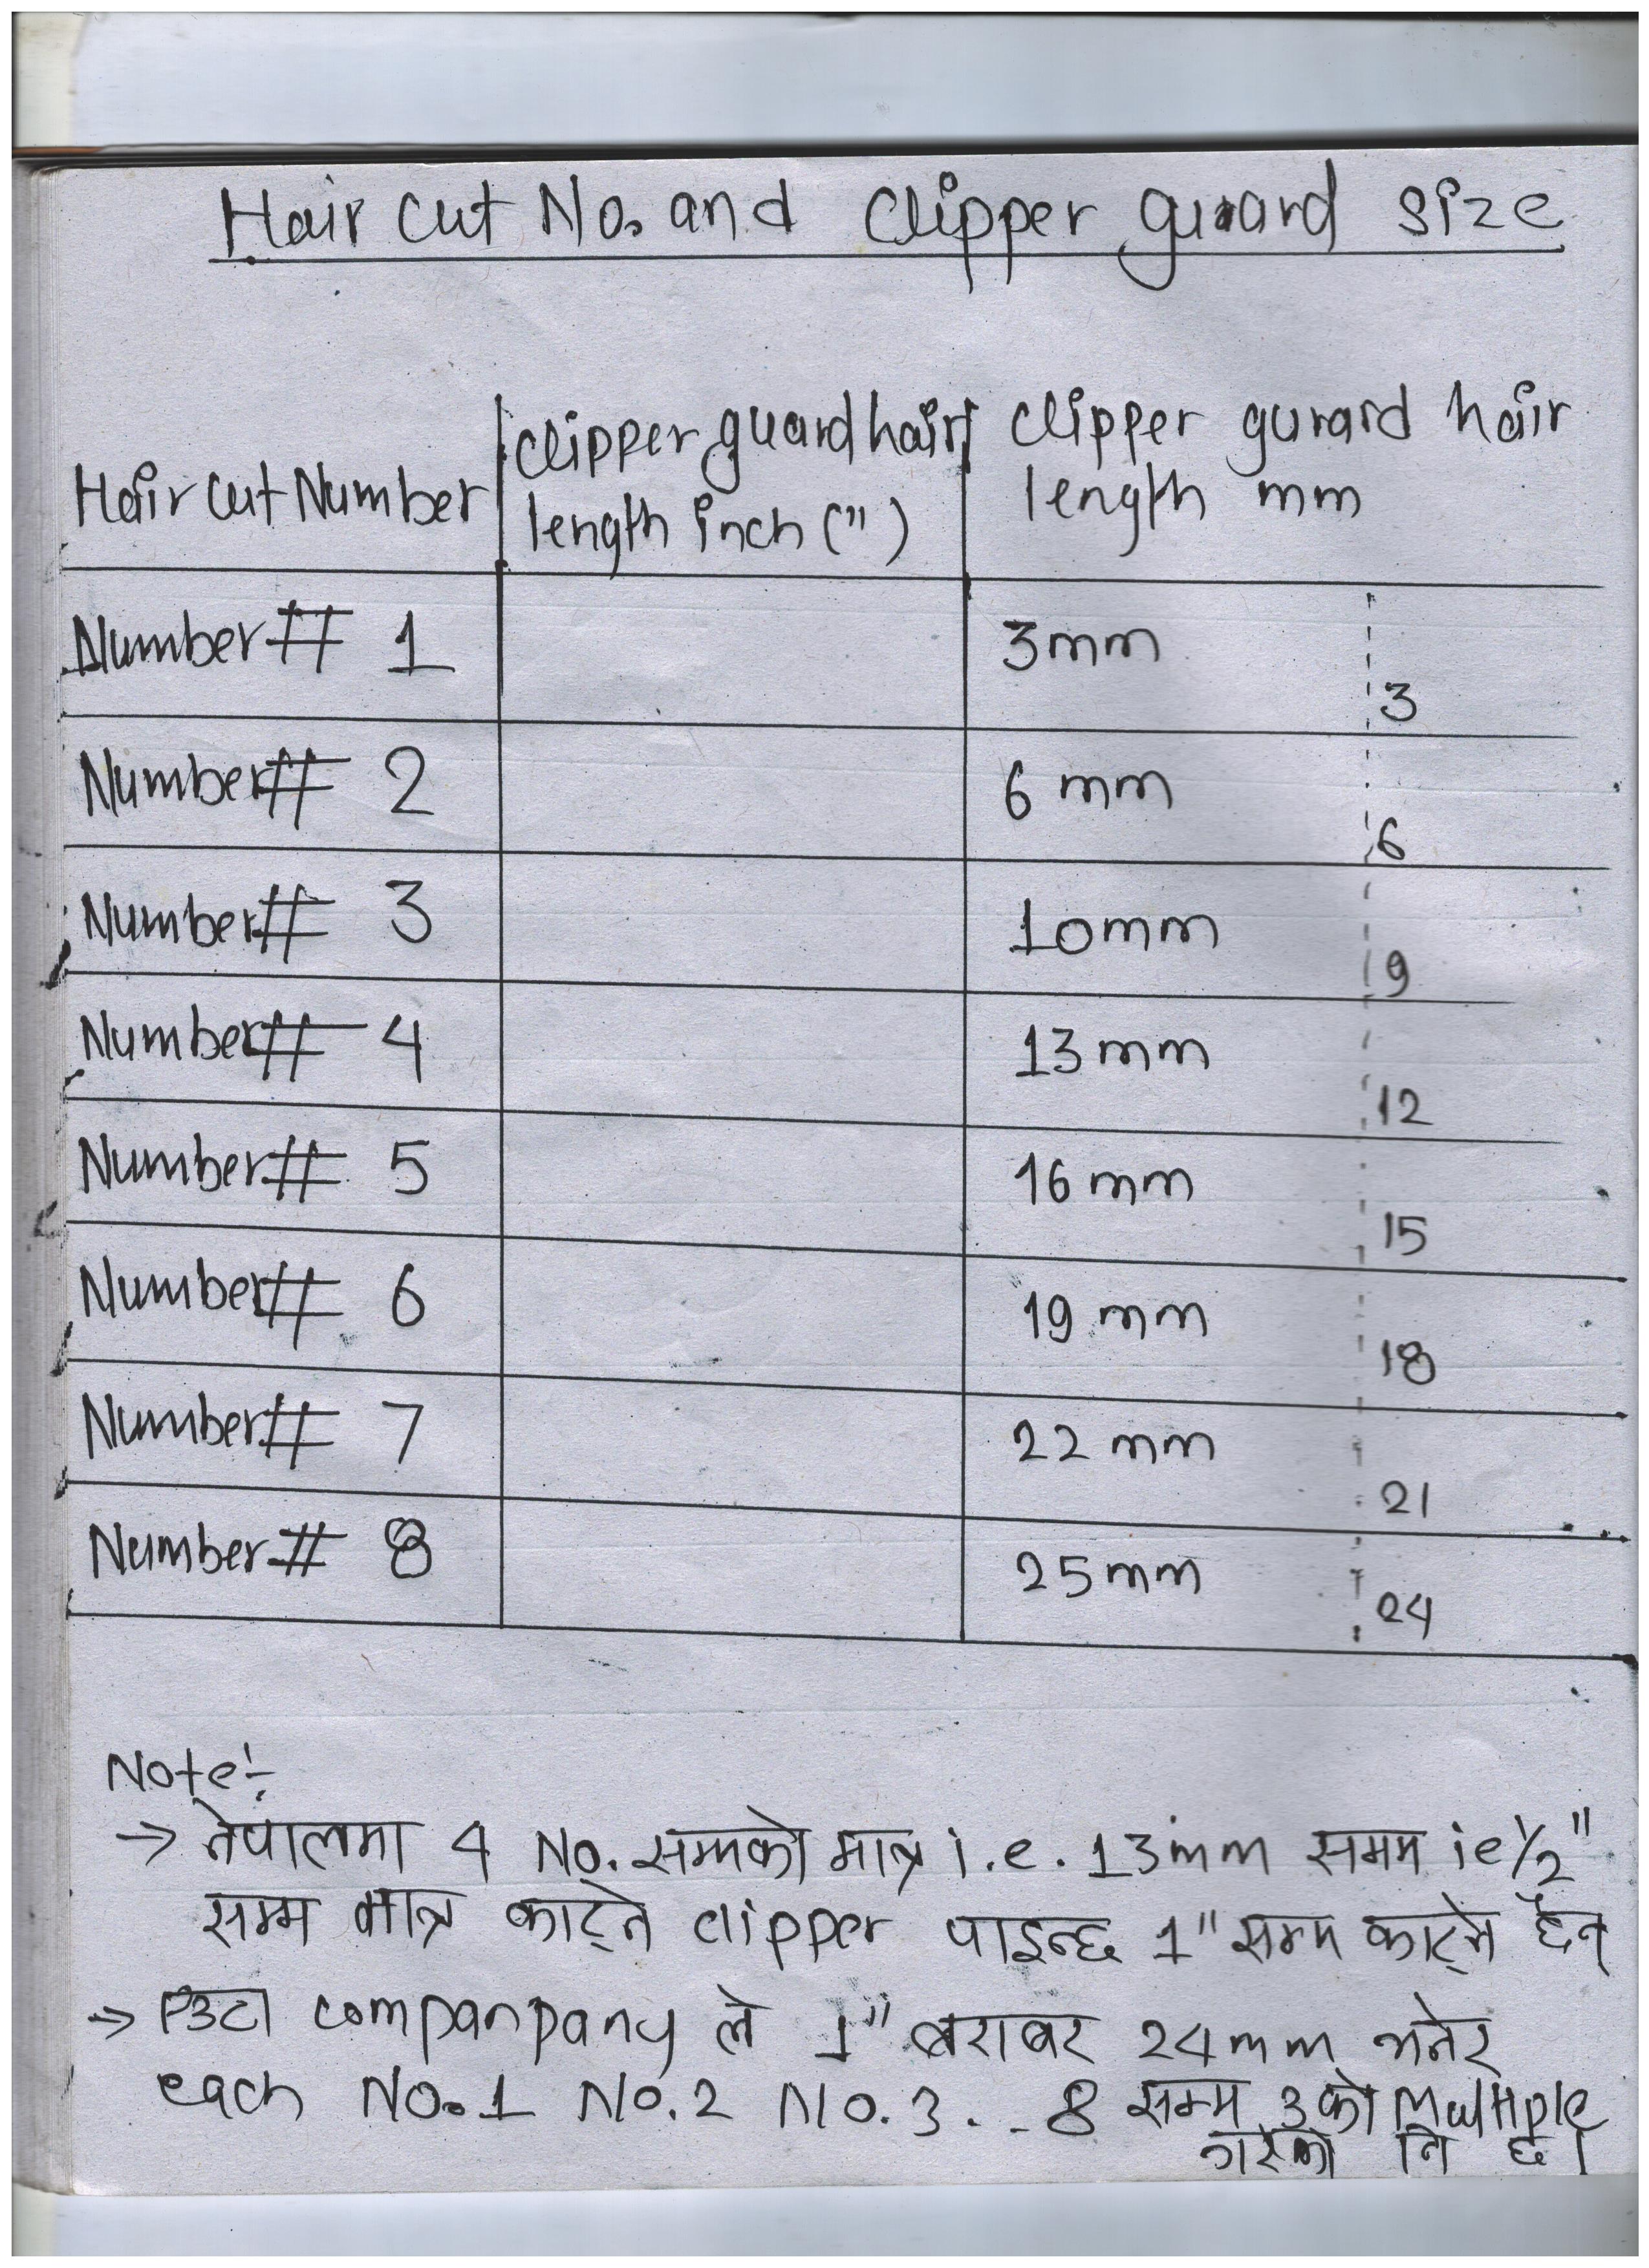 Hair cut No. and Clipper guard size
Hair cut Number | clipper guard hair length inch (") | clipper gurard hair length mm
Number # 1 | | 3mm | 3
Number # 2 | | 6 mm | 6
Number # 3 | | 10mm | 9
Number # 4 | | 13mm | 12
Number # 5 | | 16 mm | 15
Number # 6 | | 19 mm | 18
Number # 7 | | 22 mm | 21
Number # 8 | | 25mm | 24
Note:-
→ नेपालमा 4 No. सम्मको मात्र i.e. 13mm सम्म ie 1/2"
सम्म मात्र काट्ने clipper पाइन्छ 1" सम्म काट्ने छैन्
→ एउटा companpany ले 1" बराबर 24mm भनेर
each No.1 No.2 No.3... 8 सम्म 3 को Multiple
गरेको नि छ।